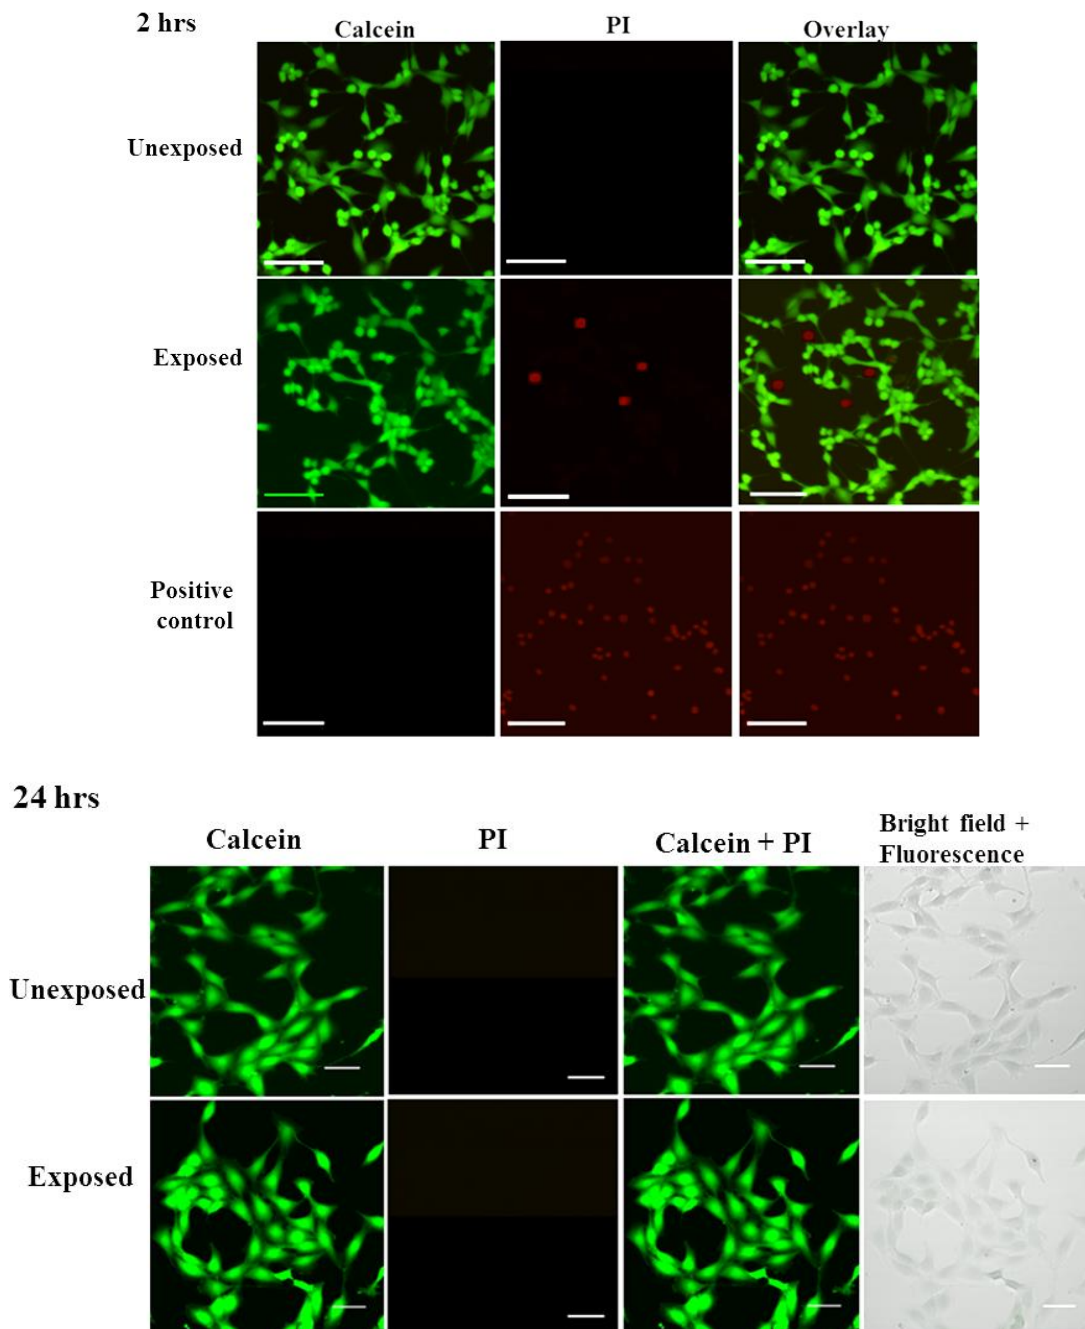 2 hrs
Calcein
PI
Overlay
Unexposed
Exposed
Positive
control
24 hrs
Calcein
PI
Calcein + PI
Bright field +
Fluorescence
Unexposed
Exposed